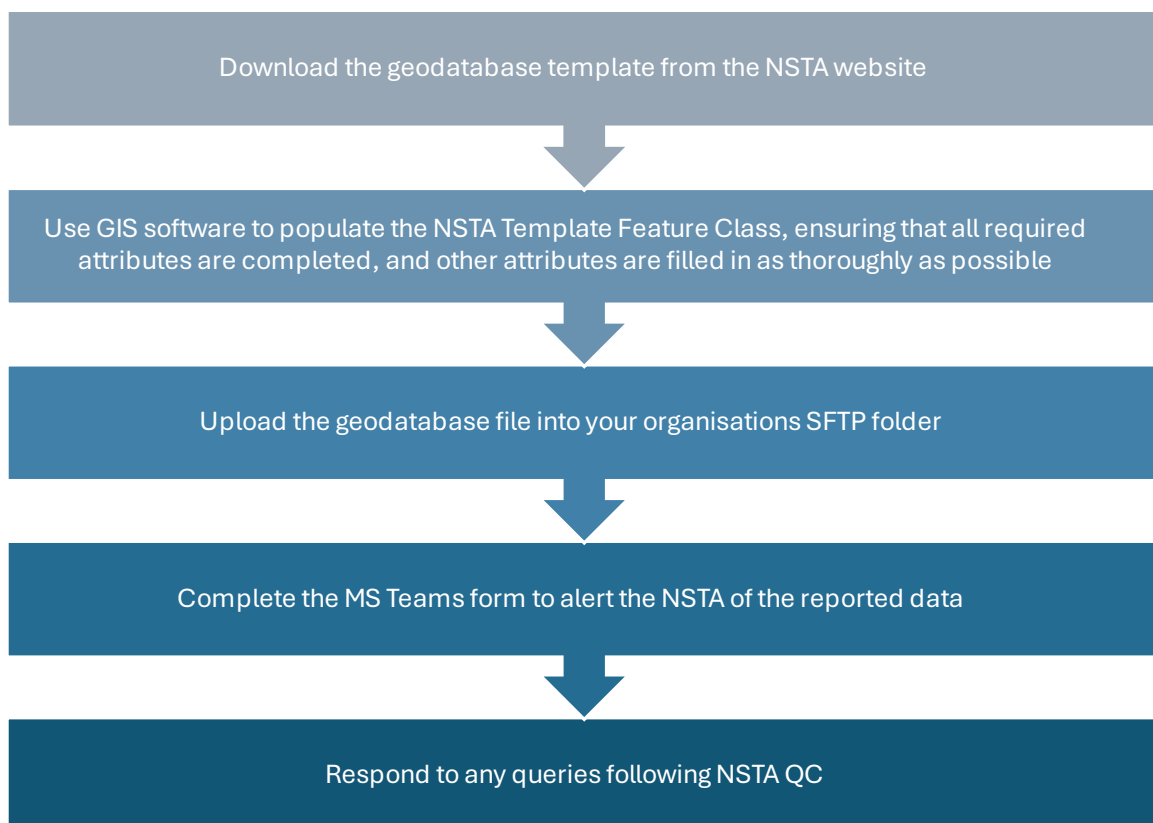 Download the geodatabase template from the NSTA website
Use GIS software to populate the NSTA Template Feature Class, ensuring that all required
attributes are completed, and other attributes are filled in as thoroughly as possible
Upload the geodatabase file into your organisations SFTP folder
Complete the MS Teams form to alert the NSTA of the reported data
Respond to any queries following NSTA QC